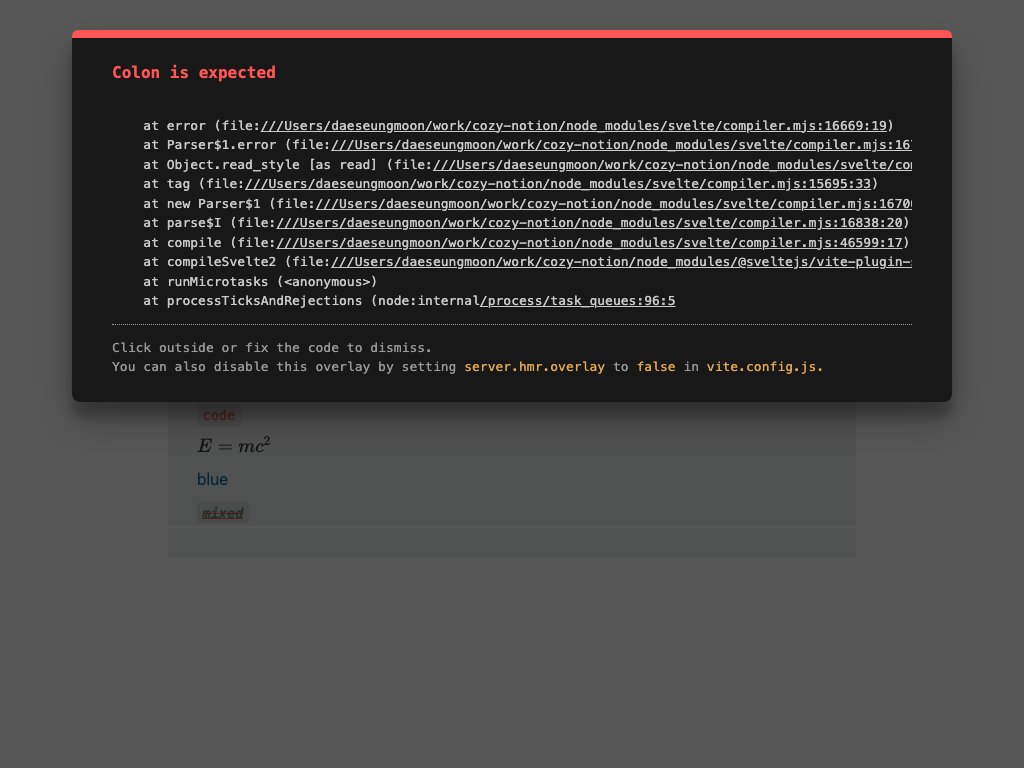 Colon is expected
at error (file:///Users/daeseungmoon/work/cozy-notion/node_modules/svelte/compiler.mjs:16669:19)
at Parser$1.error (file:///Users/daeseungmoon/work/cozy-notion/node_modules/svelte/compiler.mjs:16
at Object.read_style [as read] (file:///Users/daeseungmoon/work/cozy-notion/node_modules/svelte/co
at tag (file:///Users/daeseungmoon/work/cozy-notion/node_modules/svelte/compiler.mjs:15695:33)
at new Parser$1 (file:///Users/daeseungmoon/work/cozy-notion/node_modules/svelte/compiler.mjs:1670
at parse$I (file:///Users/daeseungmoon/work/cozy-notion/node_modules/svelte/compiler.mjs:16838:20)
at compile (file:///Users/daeseungmoon/work/cozy-notion/node_modules/svelte/compiler.mjs:46599:17)
at compileSvelte2 (file:///Users/daeseungmoon/work/cozy-notion/node_modules/@sveltejs/vite-plugin-
at runMicrotasks (<anonymous>)
at processTicksAndRejections (node:internal/process/task_queues:96:5
Click outside or fix the code to dismiss.
You can also disable this overlay by setting server.hmr.overlay to false in vite.config.js.
code
E = mc²
blue
mixed